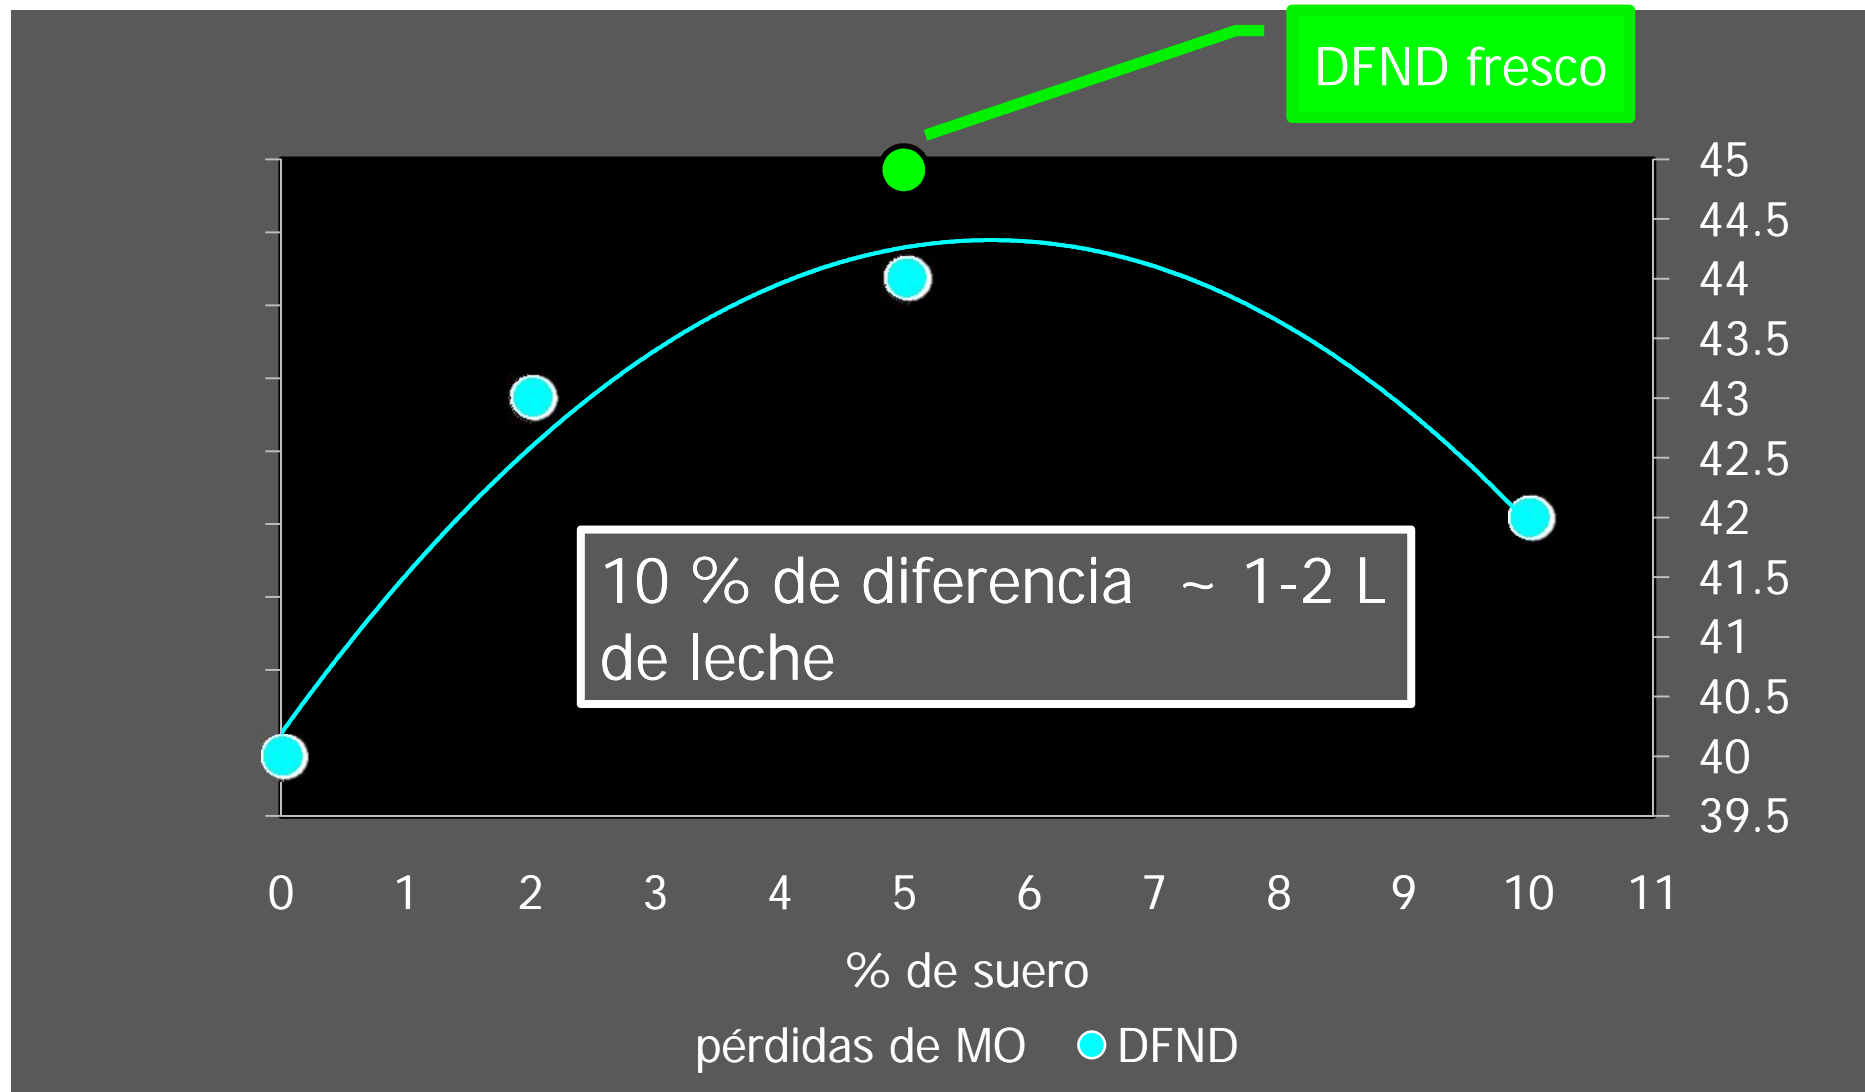 DFND fresco
45
44.5
44
43.5
43
42.5
42
41.5
41
40.5
40
39.5
10 % de diferencia ~ 1-2 L
de leche
0 1 2 3 4 5 6 7 8 9 10 11
% de suero
pérdidas de MO DFND